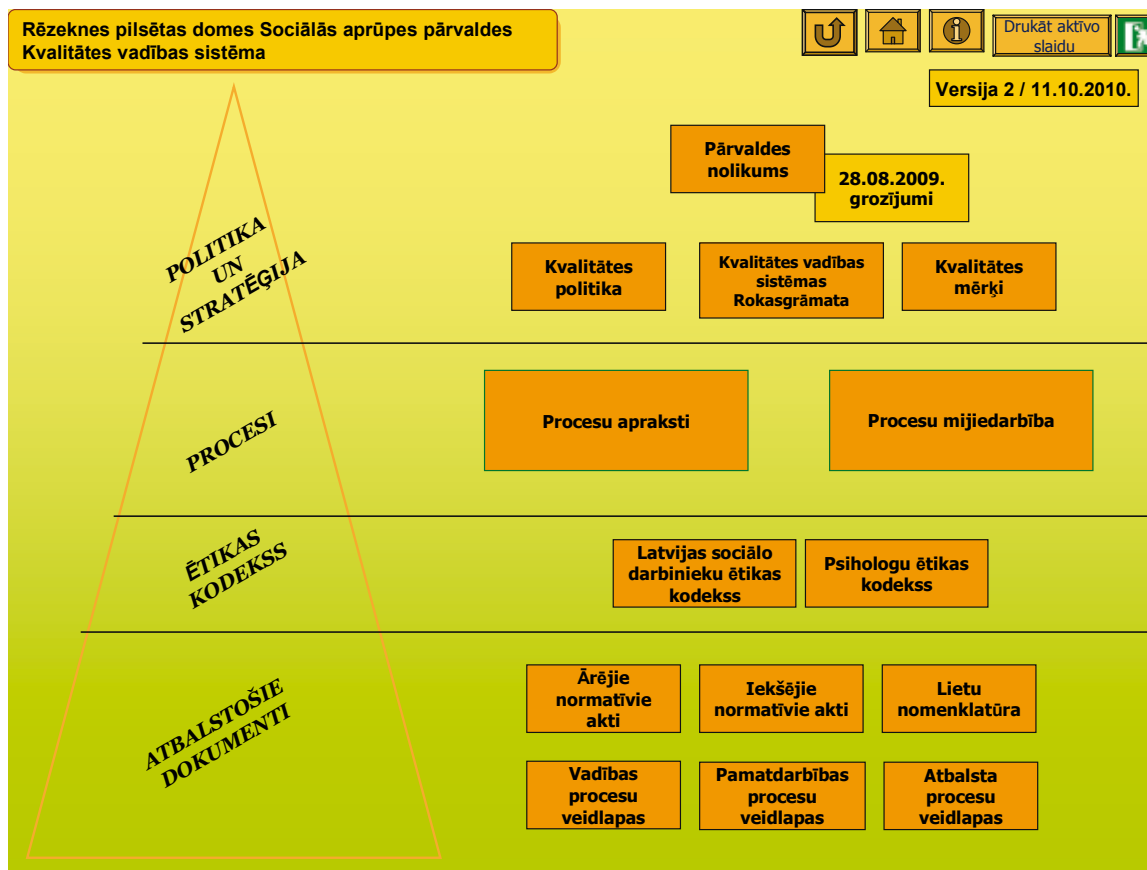 Rēzeknes pilsētas domes Sociālās aprūpes pārvaldes
Kvalitātes vadības sistēma
Drukāt aktīvo
slaidu
Versija 2 / 11.10.2010.
Pārvaldes
nolikums
28.08.2009.
grozījumi
POLITIKA
UN
STRATĒĢIJA
Kvalitātes
politika
Kvalitātes vadības
sistēmas
Rokasgrāmata
Kvalitātes
mērķi
PROCESI
Procesu apraksti
Procesu mijiedarbība
ĒTIKAS
KODEKSS
Latvijas sociālo
darbinieku ētikas
kodekss
Psihologu ētikas
kodekss
ATBALSTOŠIE
DOKUMENTI
Ārējie
normatīvie
akti
Iekšējie
normatīvie akti
Lietu
nomenklatūra
Vadības
procesu
veidlapas
Pamatdarbības
procesu
veidlapas
Atbalsta
procesu
veidlapas